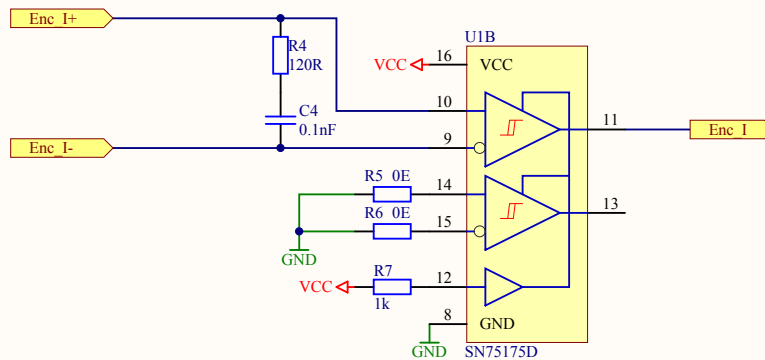 Enc_I+
U1B
R4
120R
VCC
16
VCC
10
C4
0.1nF
11
Enc_I
Enc_I-
9
R5 0E
14
R6 0E
15
13
GND
R7
VCC
12
1k
8
GND
GND
SN75175D